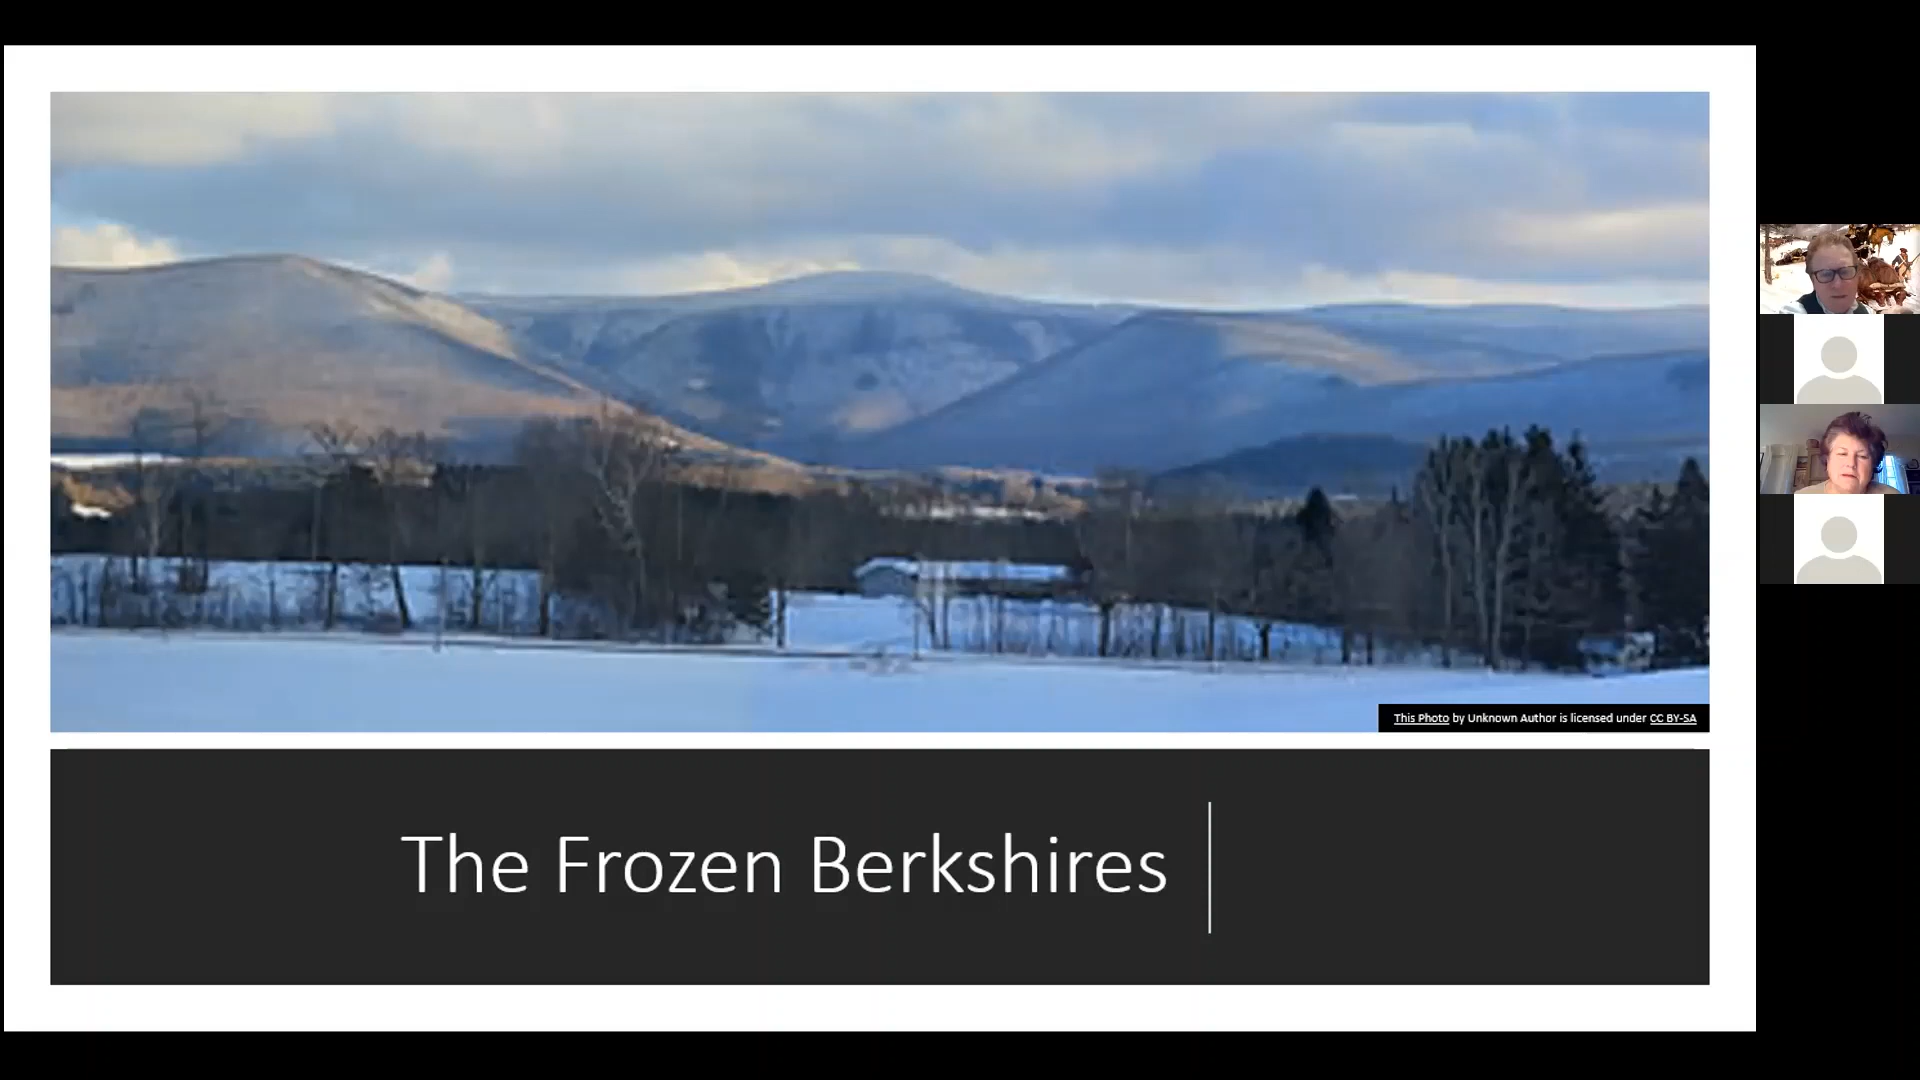 This Photo by Unknown Author is licensed under CC BY-SA
The Frozen Berkshires